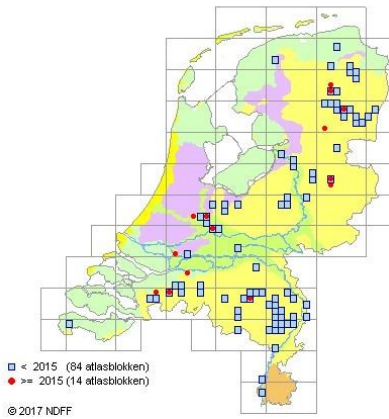 < 2015 (84 atlasblokken)
>= 2015 (14 atlasblokken)
© 2017 NDFF